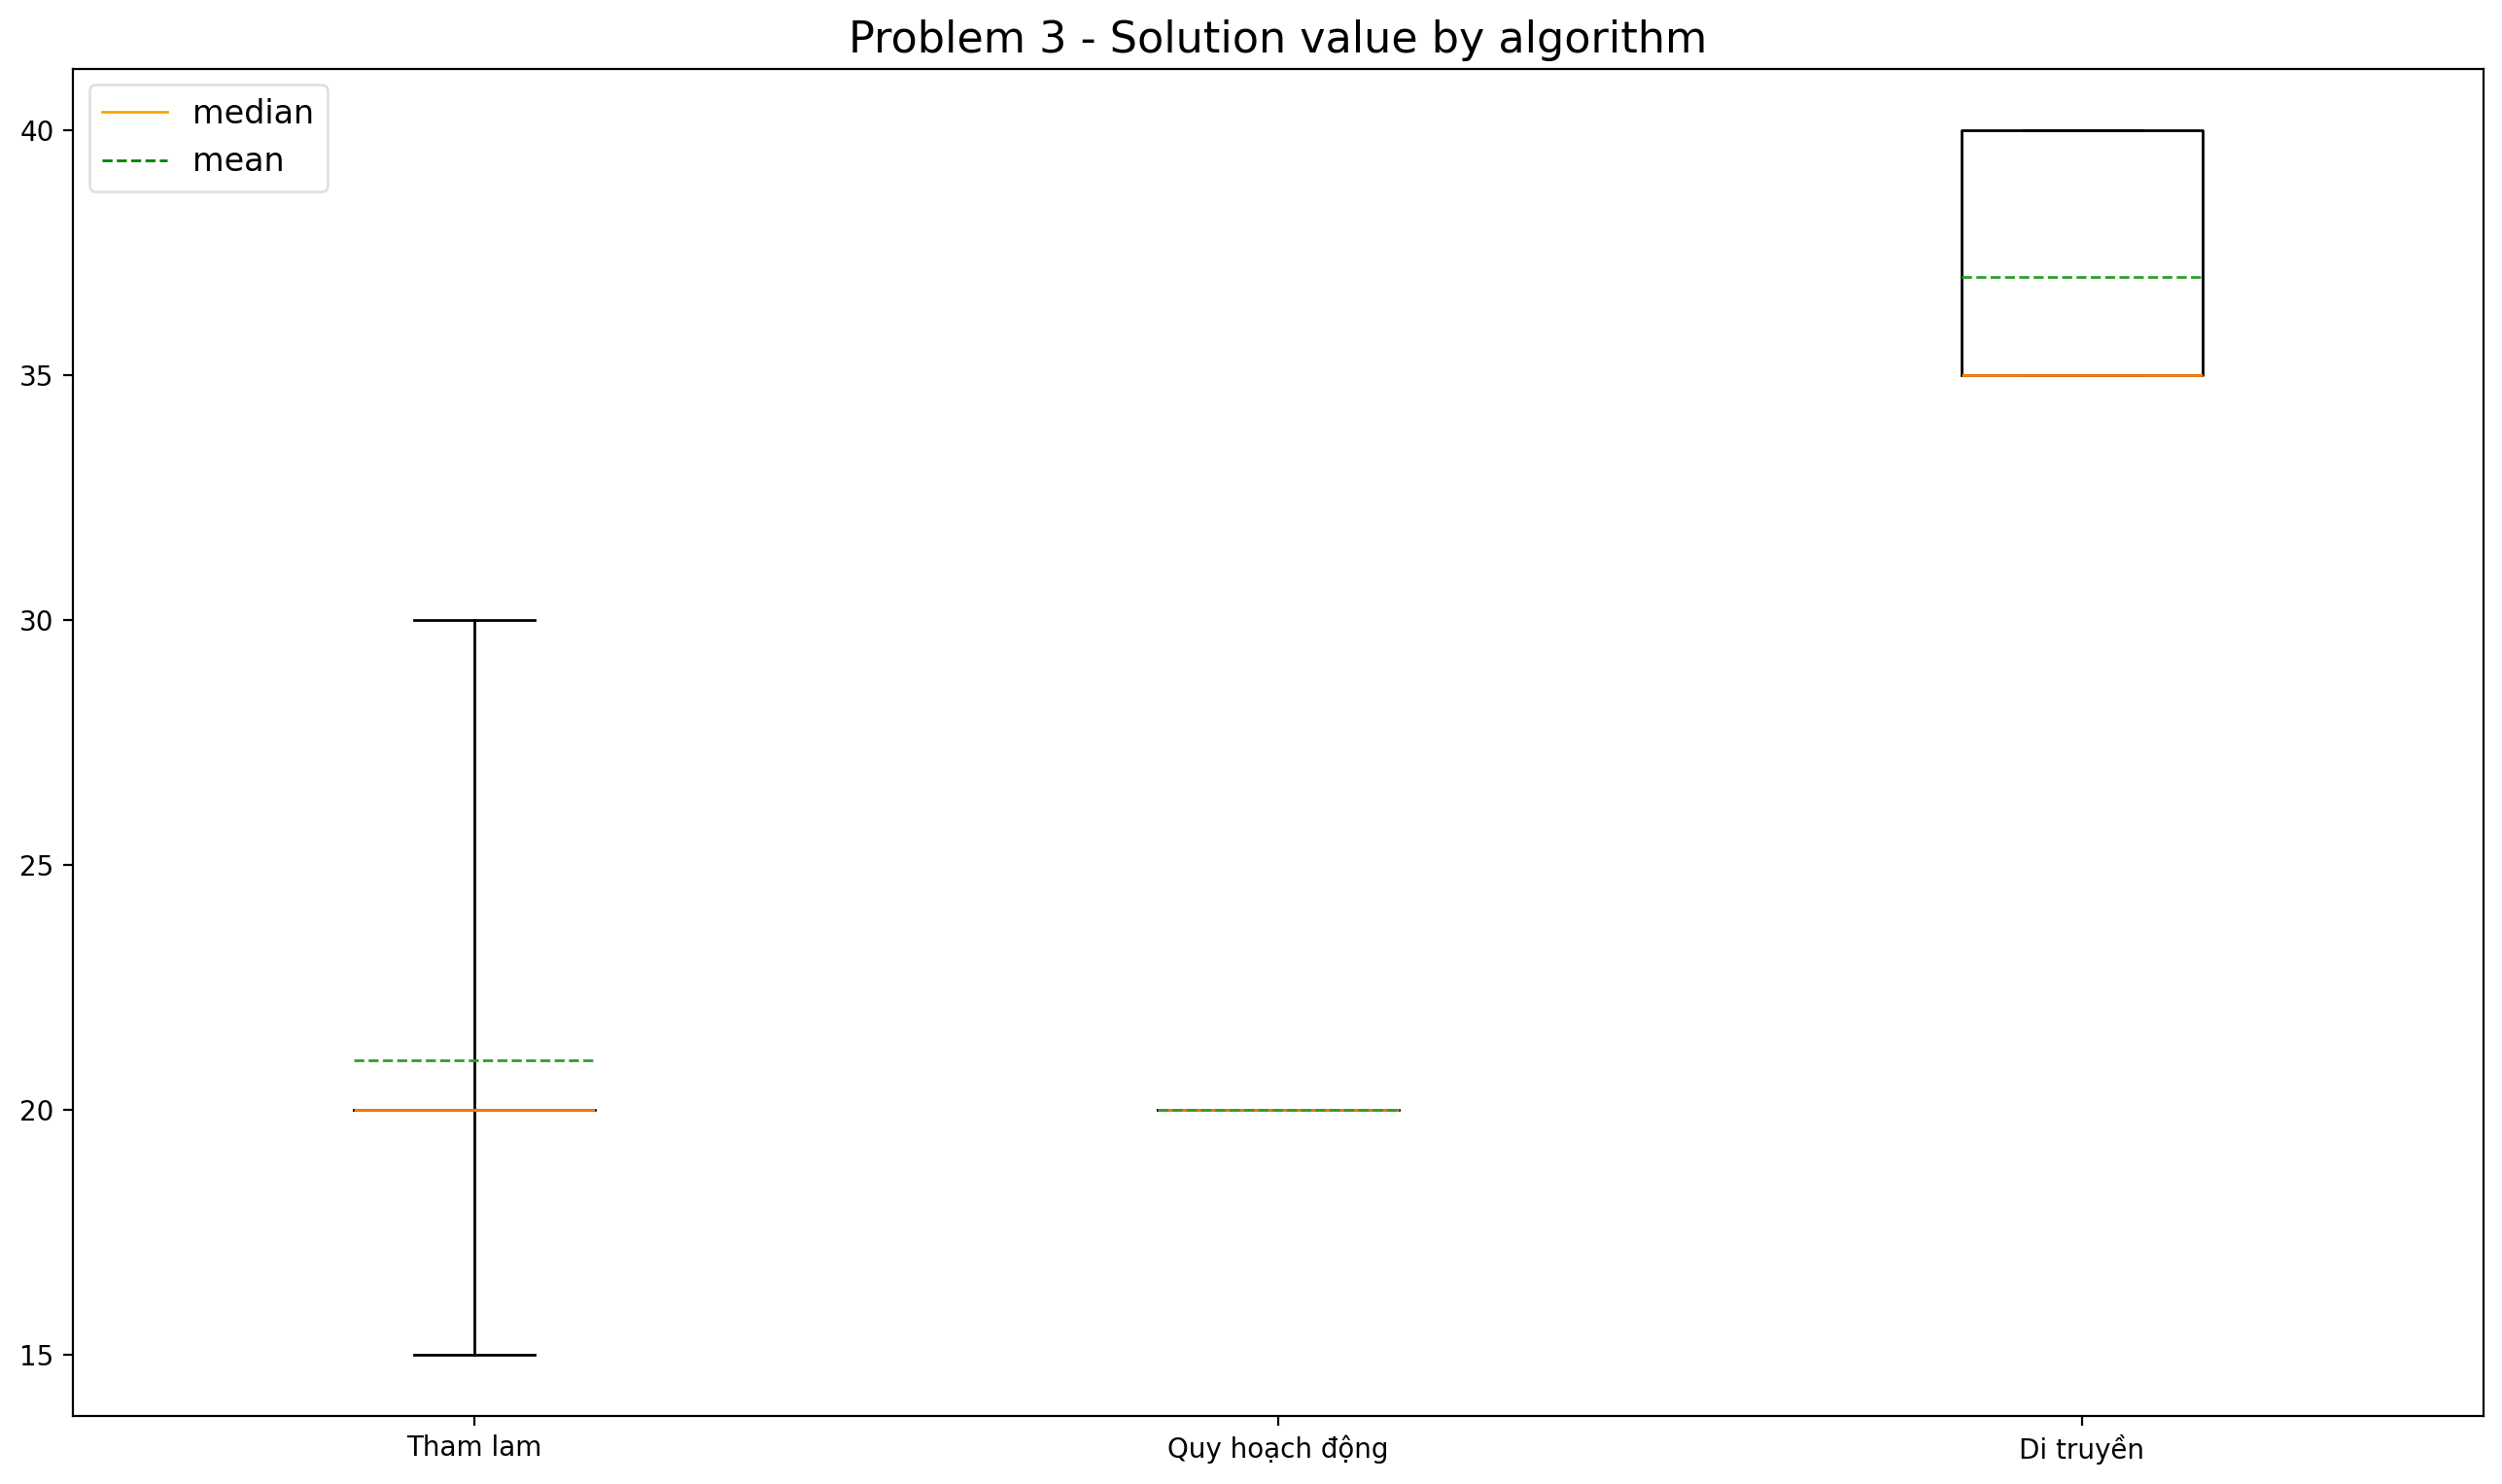 Problem 3 - Solution value by algorithm
median
mean
40
35
30
25
20
15
Tham lam
Quy hoạch động
Di truyền